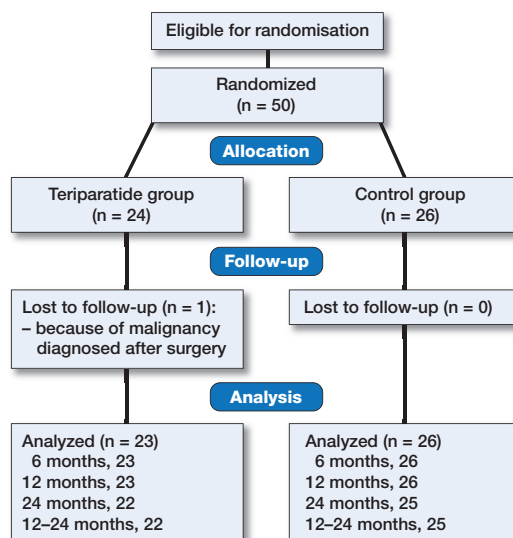 Eligible for randomisation
Randomized
(n = 50)
Allocation
Teriparatide group
(n = 24)
Control group
(n = 26)
Follow-up
Lost to follow-up (n = 1):
– because of malignancy
diagnosed after surgery
Lost to follow-up (n = 0)
Analysis
Analyzed (n = 23)
6 months, 23
12 months, 23
24 months, 22
12–24 months, 22
Analyzed (n = 26)
6 months, 26
12 months, 26
24 months, 25
12–24 months, 25